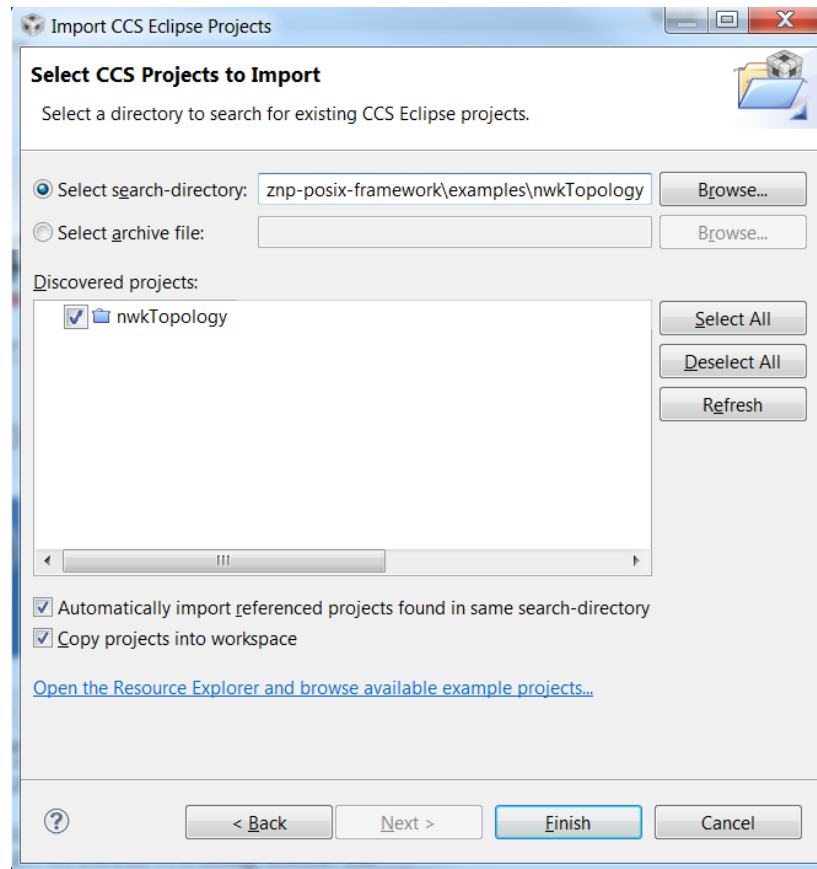 Import CCS Eclipse Projects
Select CCS Projects to Import
Select a directory to search for existing CCS Eclipse projects.
Select search-directory: znp-posix-framework\examples\nwkTopology Browse...
Select archive file: Browse...
Discovered projects:
nwkTopology
Select All
Deselect All
Refresh
Automatically import referenced projects found in same search-directory
Copy projects into workspace
Open the Resource Explorer and browse available example projects...
? < Back Next > Finish Cancel